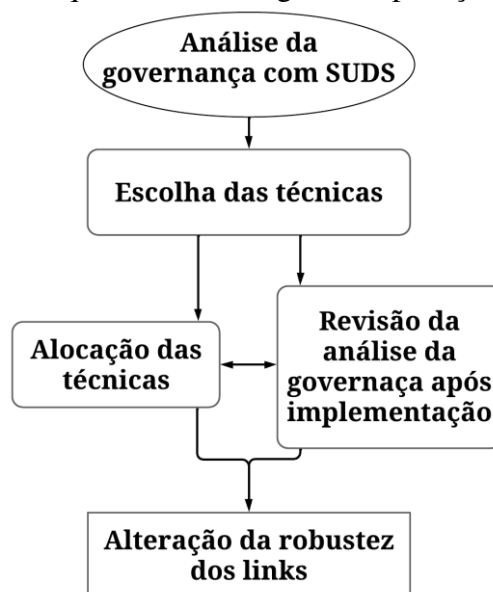 Análise da
governança com SUDS
Escolha das técnicas
Alocação das
técnicas
Revisão da
análise da
governaça após
implementação
Alteração da robustez
dos links